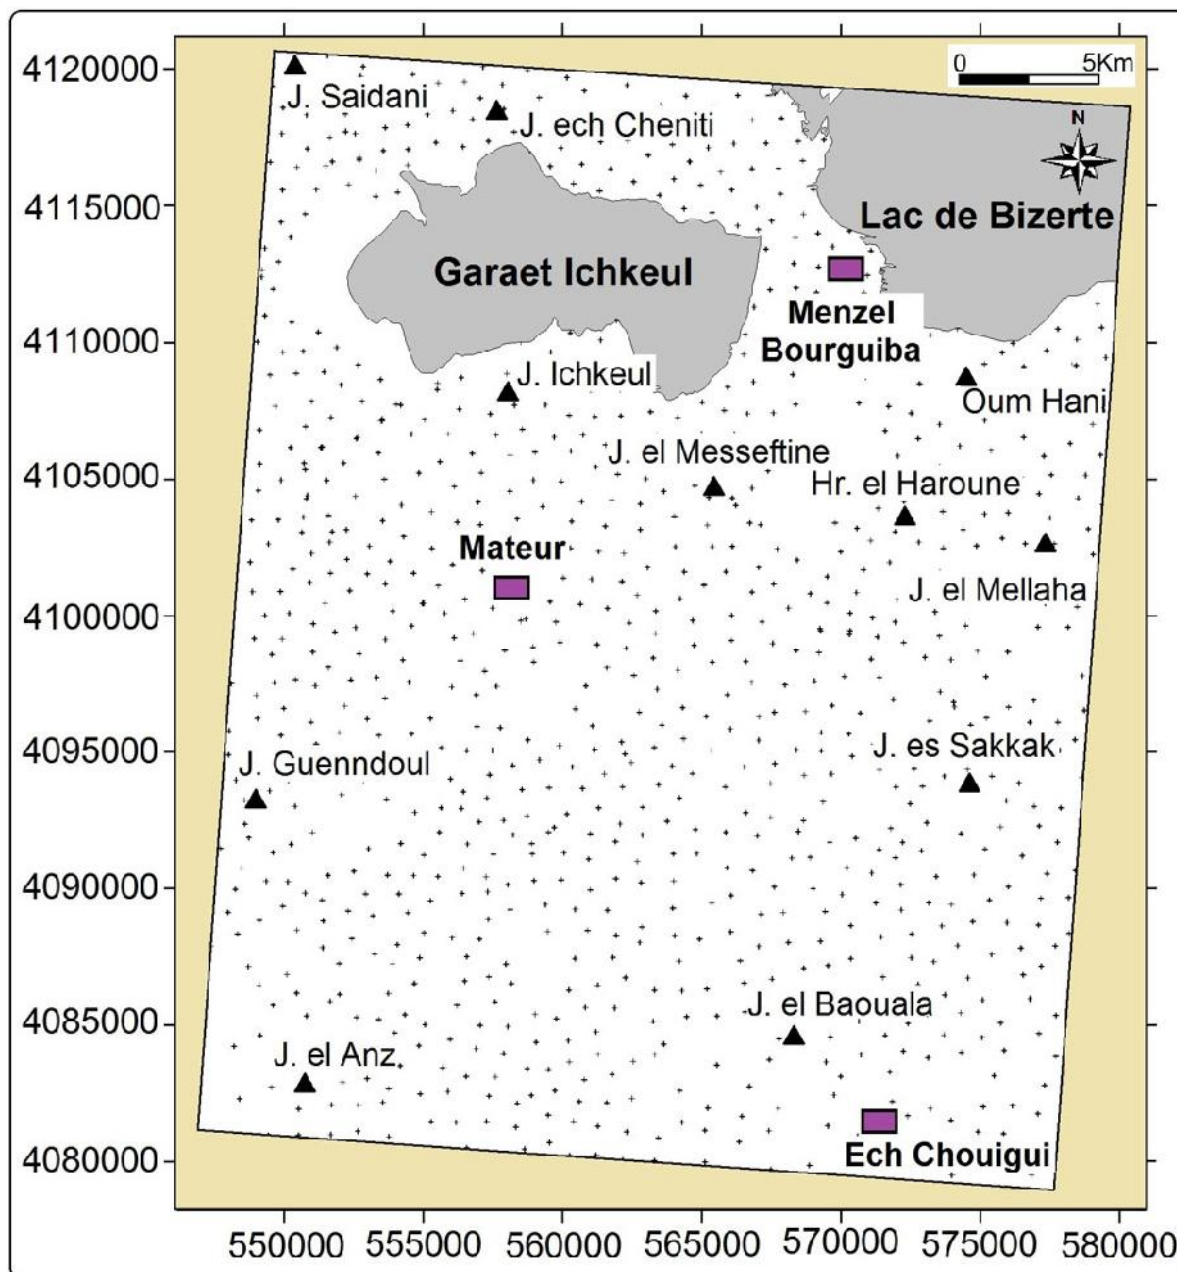 4120000
0 5Km
J. Saidani
J. ech Cheniti
N
4115000
Lac de Bizerte
Garaet Ichkeul
Menzel
Bourguiba
4110000
J. Ichkeul
Oum Hani
J. el Messeftine
4105000
Hr. el Haroune
Mateur
J. el Mellaha
4100000
4095000
J. es Sakkak
J. Guenndoul
4090000
4085000
J. el Baouala
J. el Anz
Ech Chouigui
4080000
550000 555000 560000 565000 570000 575000 580000